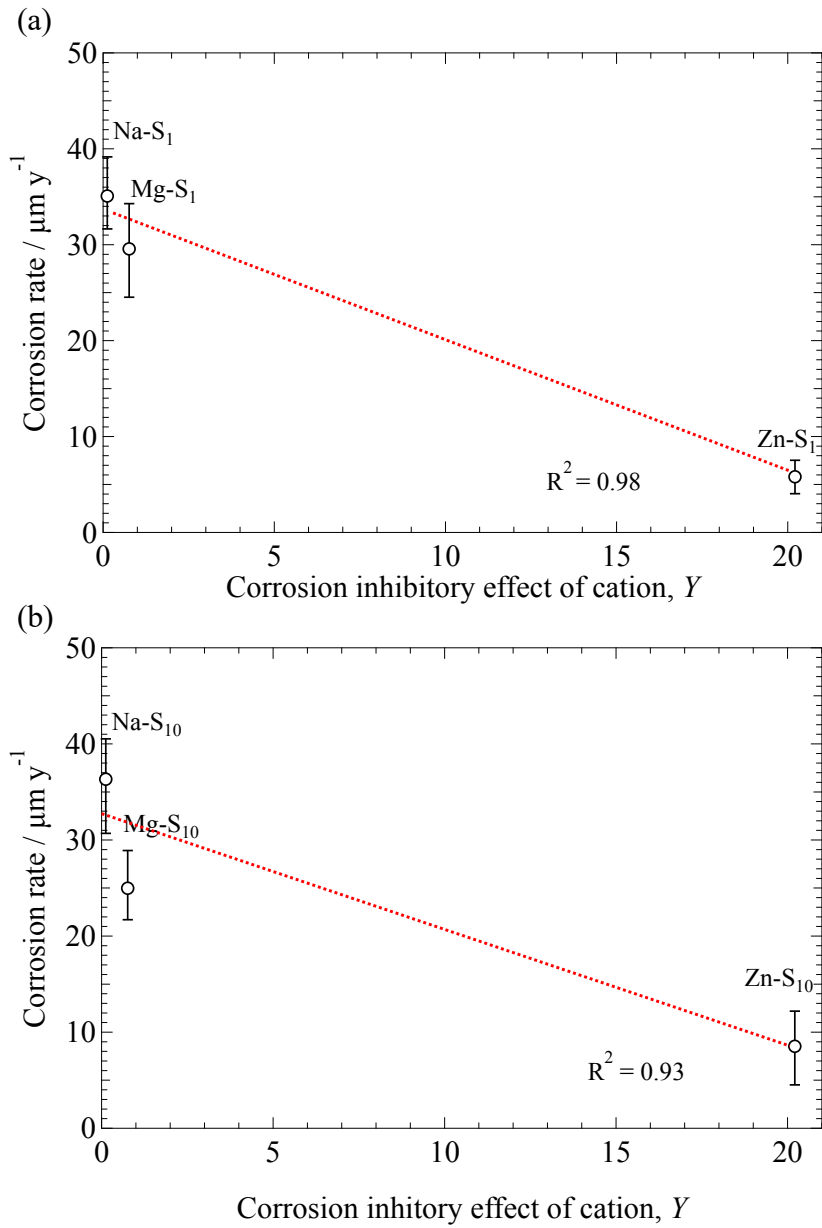 (a)
50
40
30
20
10
0
Corrosion rate / μm y⁻¹
Na-S₁
Mg-S₁
Zn-S₁
R² = 0.98
0 5 10 15 20
Corrosion inhibitory effect of cation, Y
(b)
50
40
30
20
10
0
Corrosion rate / μm y⁻¹
Na-S₁₀
Mg-S₁₀
Zn-S₁₀
R² = 0.93
0 5 10 15 20
Corrosion inhitory effect of cation, Y